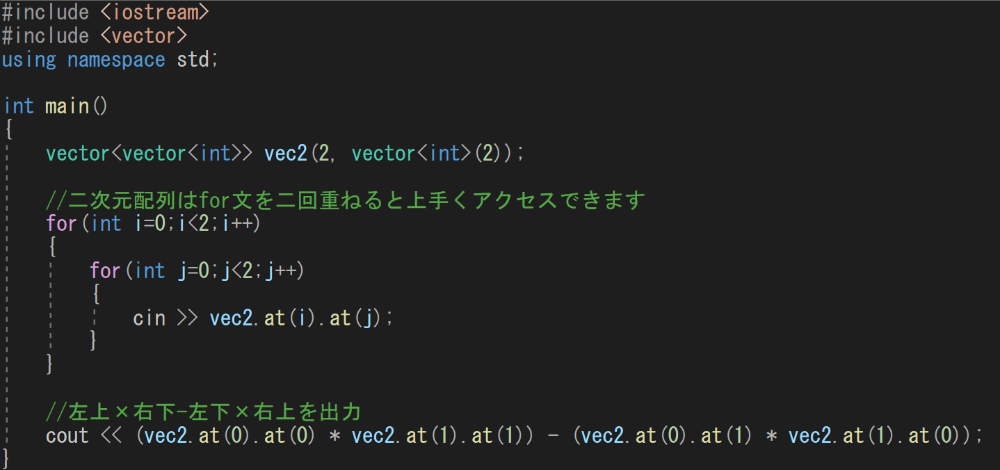 #include <iostream>
#include <vector>
using namespace std;

int main()
{
    vector<vector<int>> vec2(2, vector<int>(2));

    //二次元配列はfor文を二回重ねると上手くアクセスできます
    for(int i=0;i<2;i++)
    {
        for(int j=0;j<2;j++)
        {
            cin >> vec2.at(i).at(j);
        }
    }

    //左上×右下-左下×右上を出力
    cout << (vec2.at(0).at(0) * vec2.at(1).at(1)) - (vec2.at(0).at(1) * vec2.at(1).at(0));
}